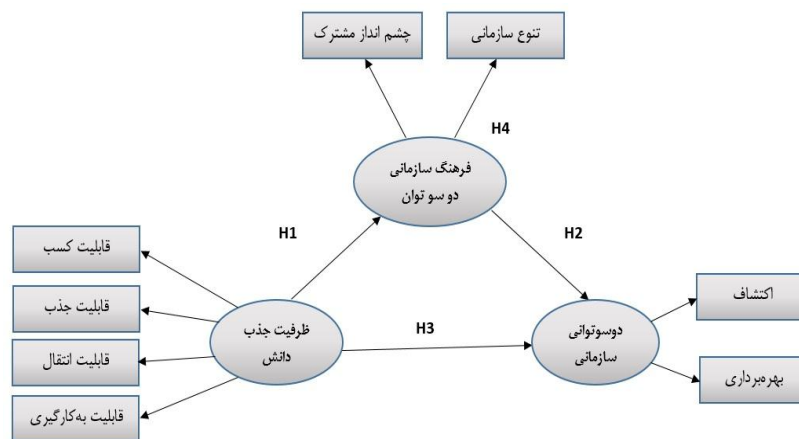 چشم انداز مشترک
تنوع سازمانی
H4
فرهنگ سازمانی
دو سو توان
H1
H2
قابلیت کسب
قابلیت جذب
قابلیت انتقال
قابلیت به‌کارگیری
ظرفیت جذب
دانش
H3
دوسوتوانی
سازمانی
اکتشاف
بهره‌برداری